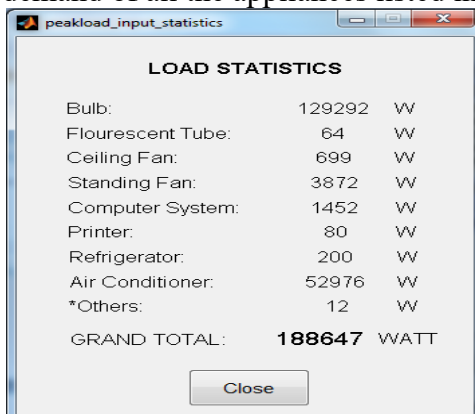 demand of all the appliances listed in
peakload_input_statistics
LOAD STATISTICS
Bulb: 129292 W
Flourescent Tube: 64 W
Ceiling Fan: 699 W
Standing Fan: 3872 W
Computer System: 1452 W
Printer: 80 W
Refrigerator: 200 W
Air Conditioner: 52976 W
*Others: 12 W
GRAND TOTAL: 188647 WATT
Close